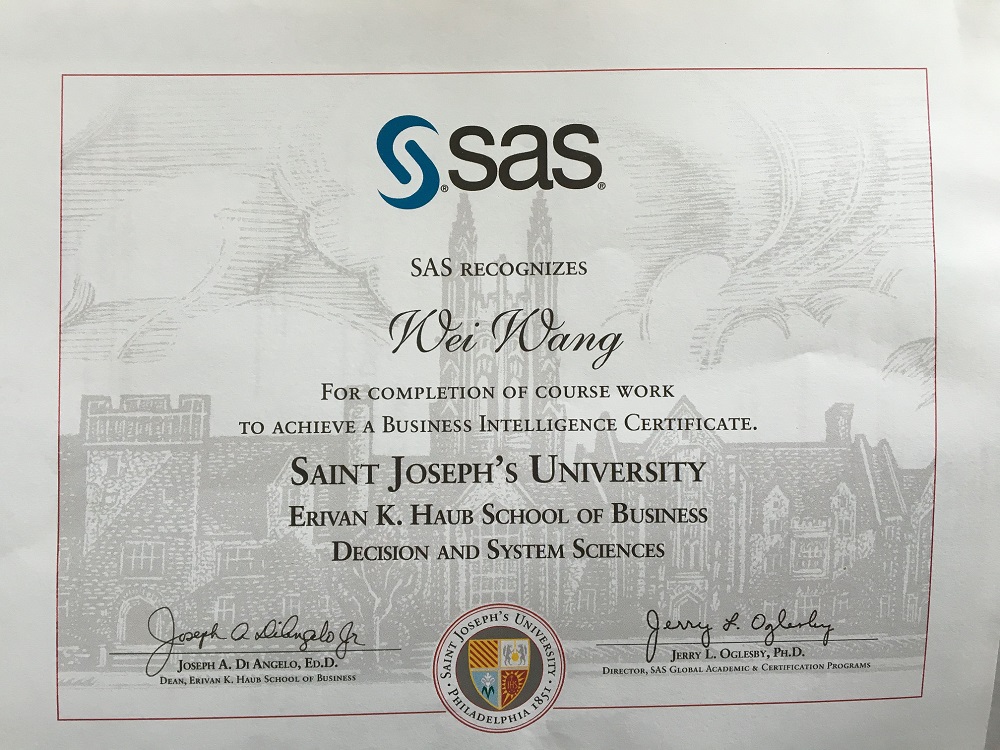 sas
SAS RECOGNIZES
Wei Wang
FOR COMPLETION OF COURSE WORK
TO ACHIEVE A BUSINESS INTELLIGENCE CERTIFICATE.
SAINT JOSEPH'S UNIVERSITY
ERIVAN K. HAUB SCHOOL OF BUSINESS
DECISION AND SYSTEM SCIENCES
Joseph A DiAngelo Jr
JOSEPH A. DI ANGELO, ED.D.
DEAN, ERIVAN K. HAUB SCHOOL OF BUSINESS
SAINT JOSEPH'S UNIVERSITY
PHILADELPHIA 1851
Jerry L. Oglesby
JERRY L. OGLESBY, PH.D.
DIRECTOR, SAS GLOBAL ACADEMIC & CERTIFICATION PROGRAMS